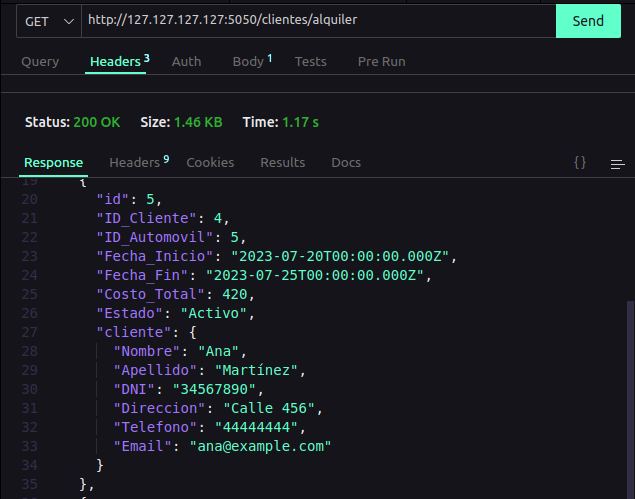 GET http://127.127.127.127:5050/clientes/alquiler Send
Query Headers 3 Auth Body 1 Tests Pre Run
Status: 200 OK Size: 1.46 KB Time: 1.17 s
Response Headers 9 Cookies Results Docs {}
19 {
20 "id": 5,
21 "ID_Cliente": 4,
22 "ID_Automovil": 5,
23 "Fecha_Inicio": "2023-07-20T00:00:00.000Z",
24 "Fecha_Fin": "2023-07-25T00:00:00.000Z",
25 "Costo_Total": 420,
26 "Estado": "Activo",
27 "cliente": {
28 "Nombre": "Ana",
29 "Apellido": "Martínez",
30 "DNI": "34567890",
31 "Direccion": "Calle 456",
32 "Telefono": "44444444",
33 "Email": "ana@example.com"
34 }
35 },